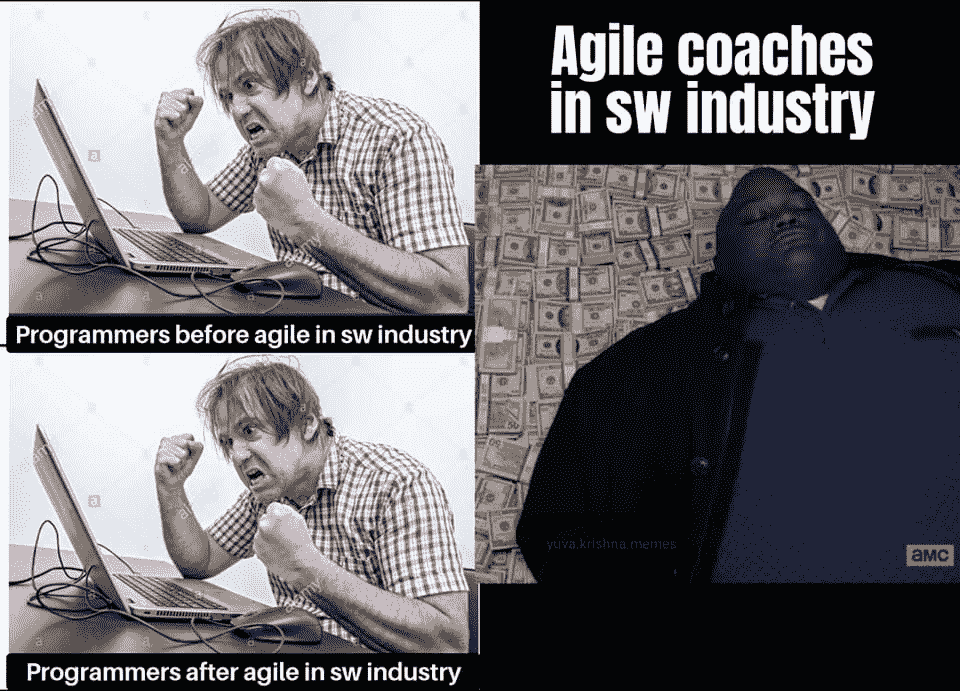 Agile coaches
in sw industry
Programmers before agile in sw industry
yuva.krishna.memes
amc
Programmers after agile in sw industry